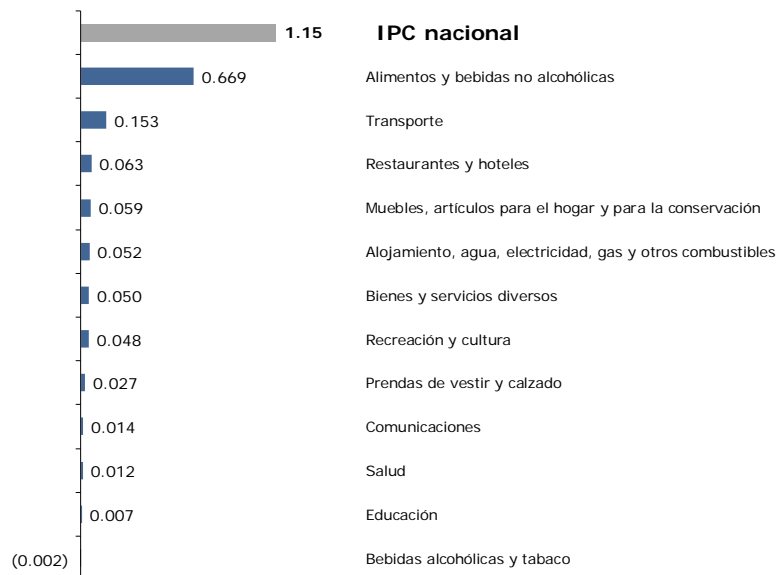 1.15 IPC nacional
0.669 Alimentos y bebidas no alcohólicas
0.153 Transporte
0.063 Restaurantes y hoteles
0.059 Muebles, artículos para el hogar y para la conservación
0.052 Alojamiento, agua, electricidad, gas y otros combustibles
0.050 Bienes y servicios diversos
0.048 Recreación y cultura
0.027 Prendas de vestir y calzado
0.014 Comunicaciones
0.012 Salud
0.007 Educación
(0.002) Bebidas alcohólicas y tabaco